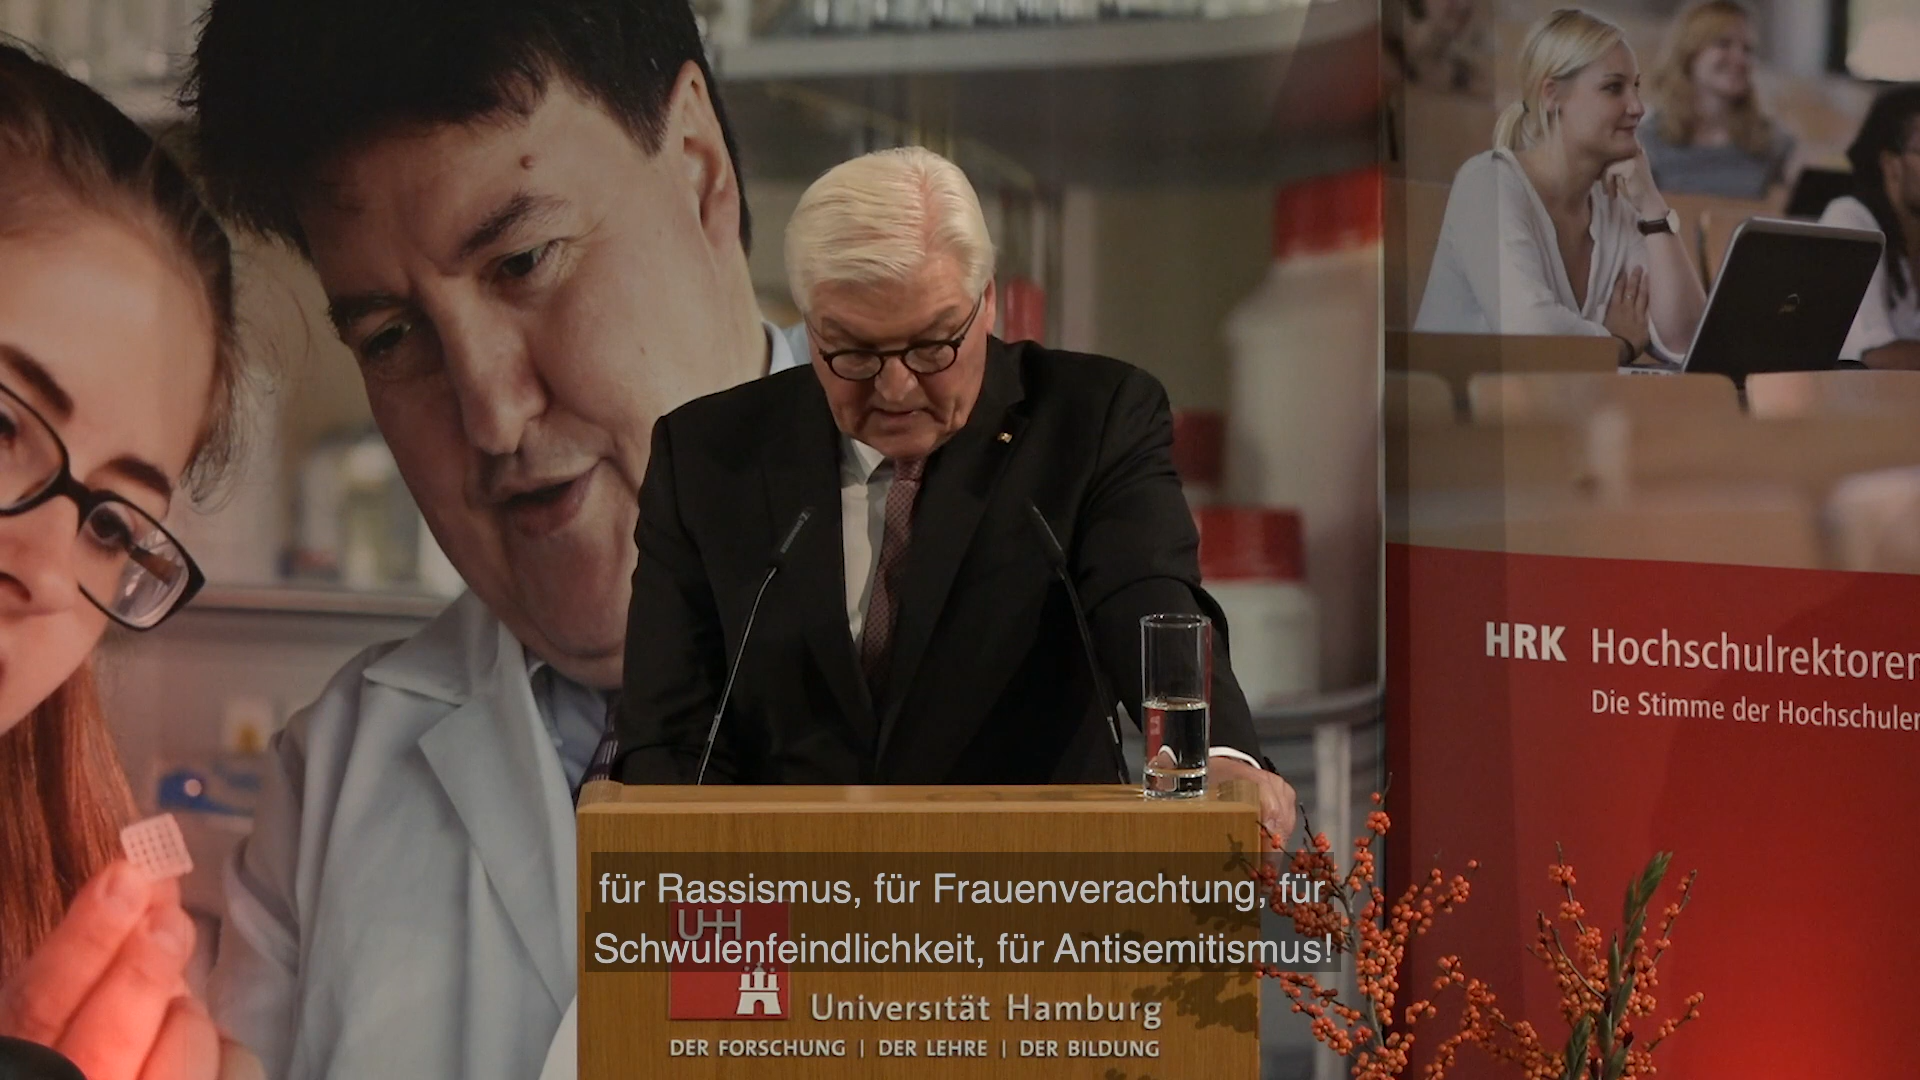 HRK Hochschulrektoren
Die Stimme der Hochschulen
für Rassismus, für Frauenverachtung, für
Schwulenfeindlichkeit, für Antisemitismus!
UHH
Universität Hamburg
DER FORSCHUNG | DER LEHRE | DER BILDUNG